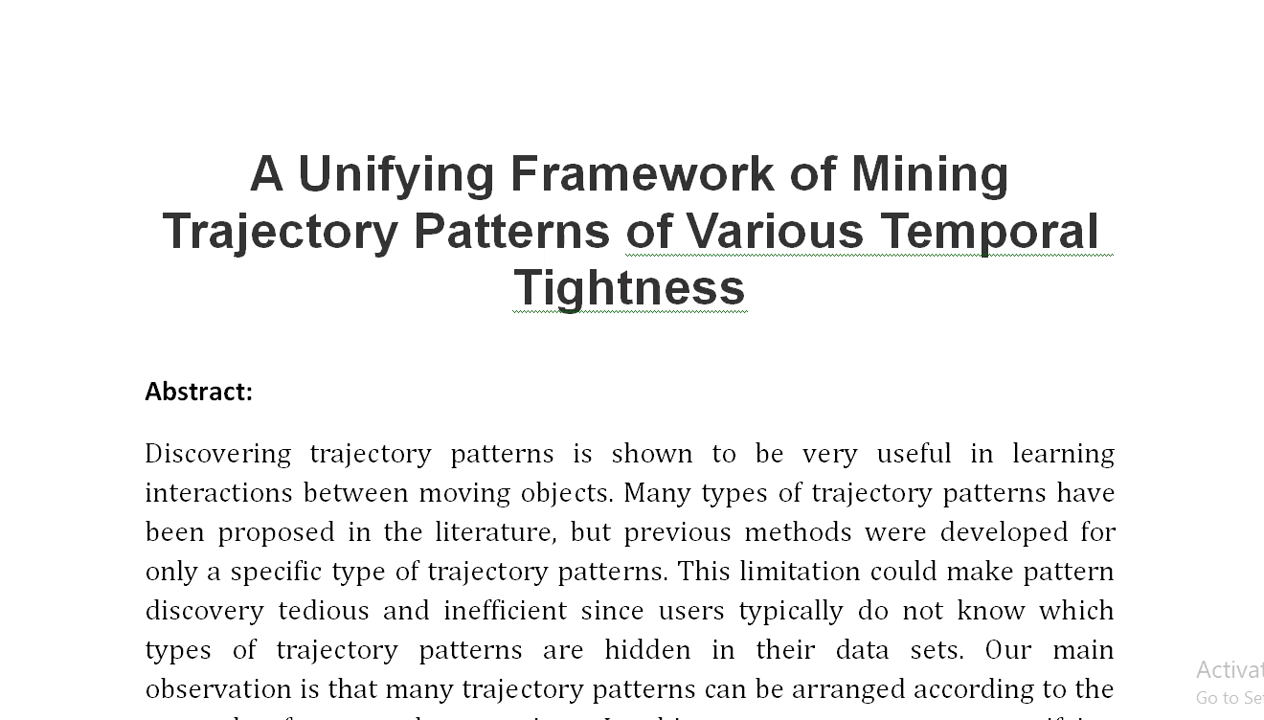 A Unifying Framework of Mining
Trajectory Patterns of Various Temporal
Tightness
Abstract:
Discovering trajectory patterns is shown to be very useful in learning
interactions between moving objects. Many types of trajectory patterns have
been proposed in the literature, but previous methods were developed for
only a specific type of trajectory patterns. This limitation could make pattern
discovery tedious and inefficient since users typically do not know which
types of trajectory patterns are hidden in their data sets. Our main
observation is that many trajectory patterns can be arranged according to the
Activat
Go to Se